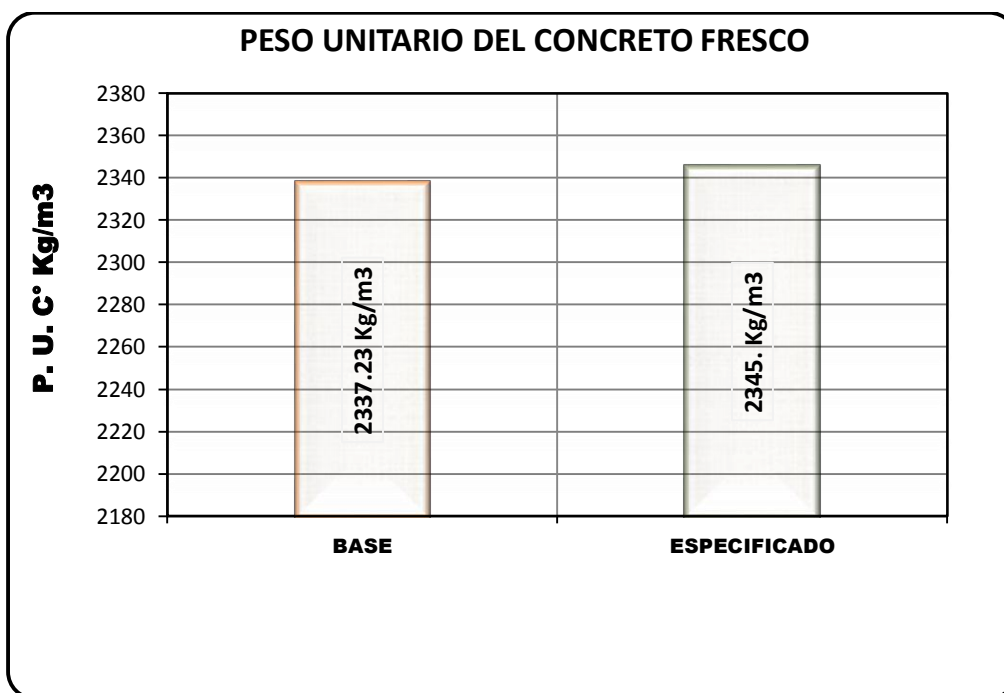 PESO UNITARIO DEL CONCRETO FRESCO
P. U. C° Kg/m3
2380
2360
2340
2320
2300
2280
2260
2240
2220
2200
2180
2337.23 Kg/m3
2345. Kg/m3
BASE
ESPECIFICADO